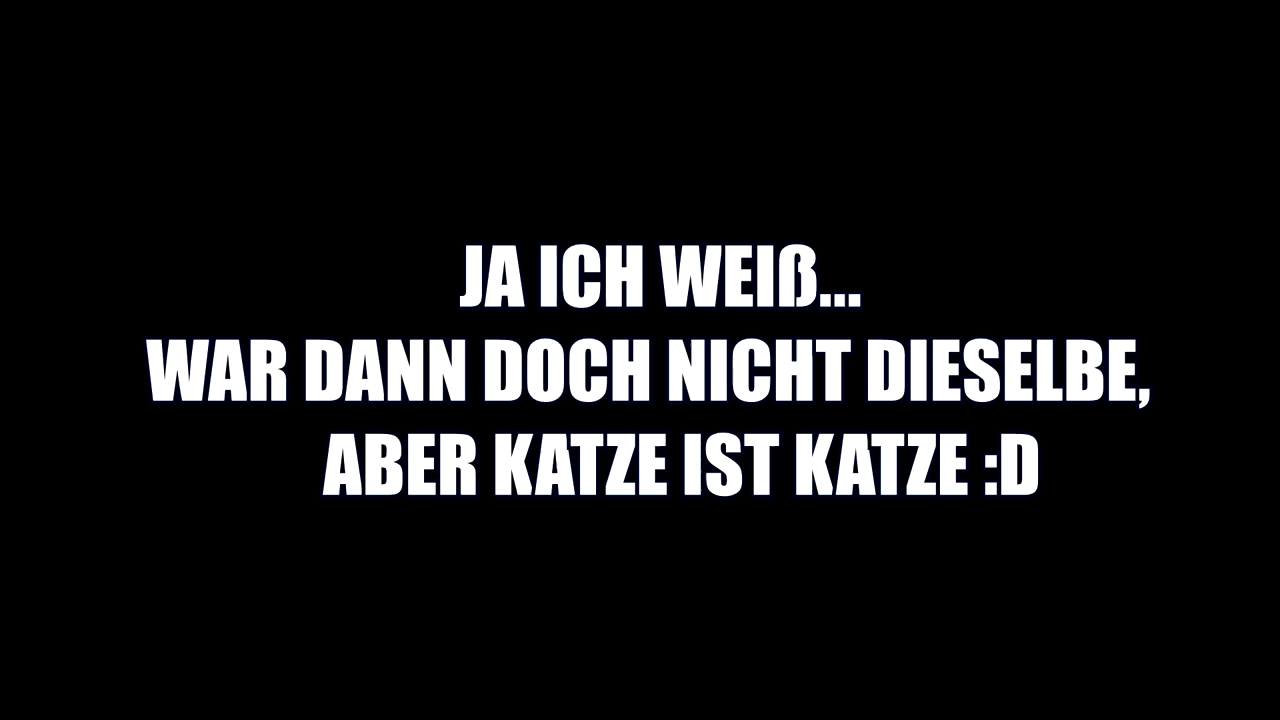 JA ICH WEIß...
WAR DANN DOCH NICHT DIESELBE,
ABER KATZE IST KATZE :D